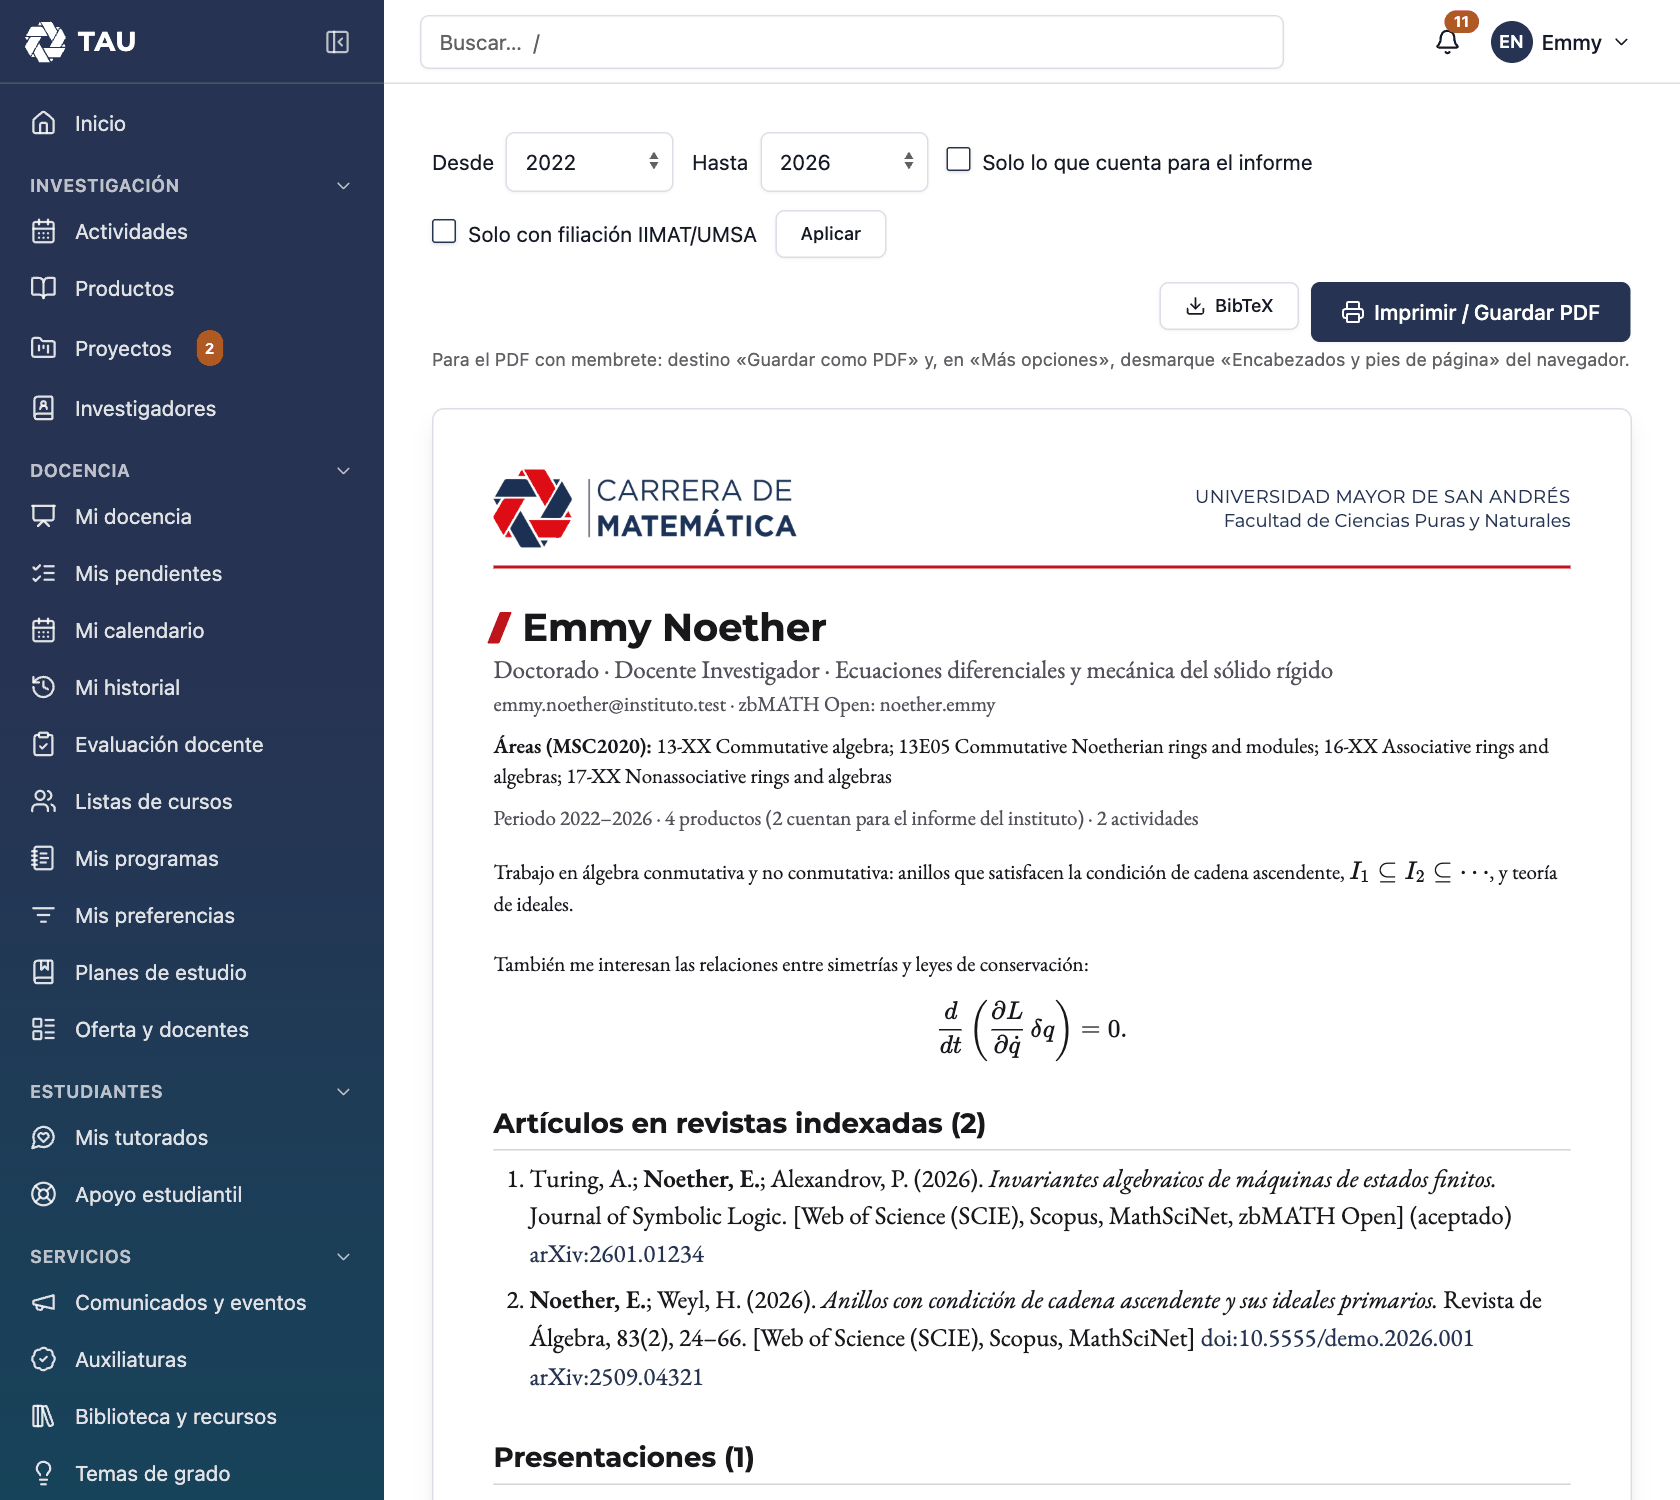 TAU
Buscar... /
11
EN Emmy
Inicio
INVESTIGACIÓN
Actividades
Productos
Proyectos 2
Investigadores
DOCENCIA
Mi docencia
Mis pendientes
Mi calendario
Mi historial
Evaluación docente
Listas de cursos
Mis programas
Mis preferencias
Planes de estudio
Oferta y docentes
ESTUDIANTES
Mis tutorados
Apoyo estudiantil
SERVICIOS
Comunicados y eventos
Auxiliaturas
Biblioteca y recursos
Temas de grado
Desde 2022 Hasta 2026 Solo lo que cuenta para el informe
Solo con filiación IIMAT/UMSA Aplicar
BibTeX Imprimir / Guardar PDF
Para el PDF con membrete: destino «Guardar como PDF» y, en «Más opciones», desmarque «Encabezados y pies de página» del navegador.
CARRERA DE
MATEMÁTICA
UNIVERSIDAD MAYOR DE SAN ANDRÉS
Facultad de Ciencias Puras y Naturales
Emmy Noether
Doctorado · Docente Investigador · Ecuaciones diferenciales y mecánica del sólido rígido
emmy.noether@instituto.test · zbMATH Open: noether.emmy
Áreas (MSC2020): 13-XX Commutative algebra; 13E05 Commutative Noetherian rings and modules; 16-XX Associative rings and
algebras; 17-XX Nonassociative rings and algebras
Periodo 2022–2026 · 4 productos (2 cuentan para el informe del instituto) · 2 actividades
Trabajo en álgebra conmutativa y no conmutativa: anillos que satisfacen la condición de cadena ascendente, I₁ ⊆ I₂ ⊆ ⋯, y teoría
de ideales.
También me interesan las relaciones entre simetrías y leyes de conservación:
d/dt (∂L/∂q̇ δq) = 0.
Artículos en revistas indexadas (2)
1. Turing, A.; Noether, E.; Alexandrov, P. (2026). Invariantes algebraicos de máquinas de estados finitos.
Journal of Symbolic Logic. [Web of Science (SCIE), Scopus, MathSciNet, zbMATH Open] (aceptado)
arXiv:2601.01234
2. Noether, E.; Weyl, H. (2026). Anillos con condición de cadena ascendente y sus ideales primarios. Revista de
Álgebra, 83(2), 24–66. [Web of Science (SCIE), Scopus, MathSciNet] doi:10.5555/demo.2026.001
arXiv:2509.04321
Presentaciones (1)